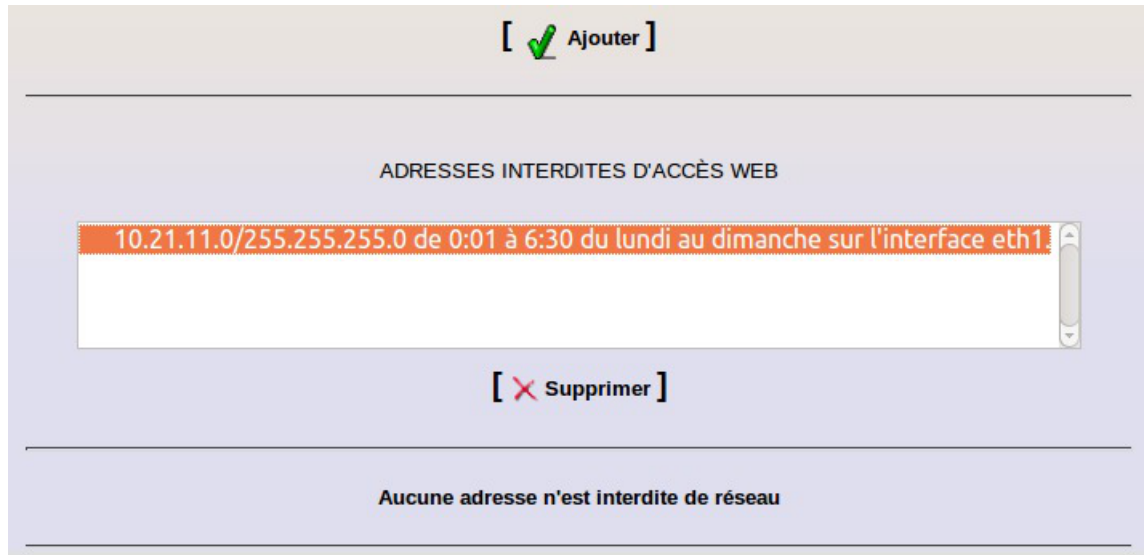 [ Ajouter ]
ADRESSES INTERDITES D'ACCÈS WEB
10.21.11.0/255.255.255.0 de 0:01 à 6:30 du lundi au dimanche sur l'interface eth1.
[ Supprimer ]
Aucune adresse n'est interdite de réseau